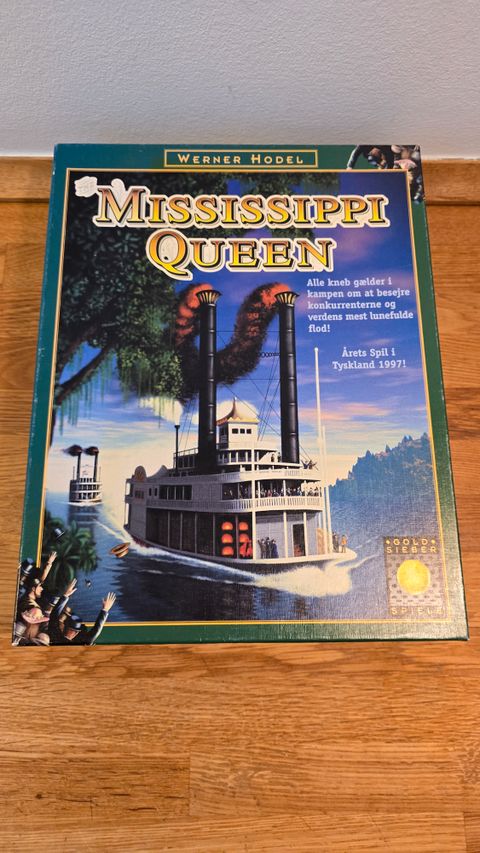 WERNER HODEL
MISSISSIPPI
QUEEN
Alle kneb gælder i
kampen om at besejre
konkurrenterne og
verdens mest lunefulde
flod!
Årets Spil i
Tyskland 1997!
GOLD
SIEBER
SPIELE